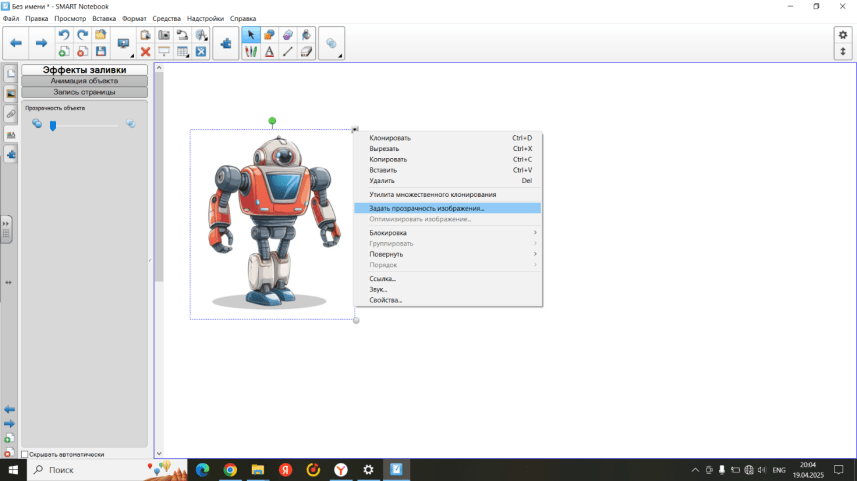 Без имени * - SMART Notebook
Файл Правка Просмотр Вставка Формат Средства Надстройки Справка
Эффекты заливки
Анимация объекта
Запись страницы
Прозрачность объекта
Клонировать Ctrl+D
Вырезать Ctrl+X
Копировать Ctrl+C
Вставить Ctrl+V
Удалить Del
Утилита множественного клонирования
Задать прозрачность изображения...
Оптимизировать изображение...
Блокировка
Группировать
Повернуть
Порядок
Ссылка...
Звук...
Свойства...
Скрывать автоматически
Поиск
ENG
20:04
19.04.2025